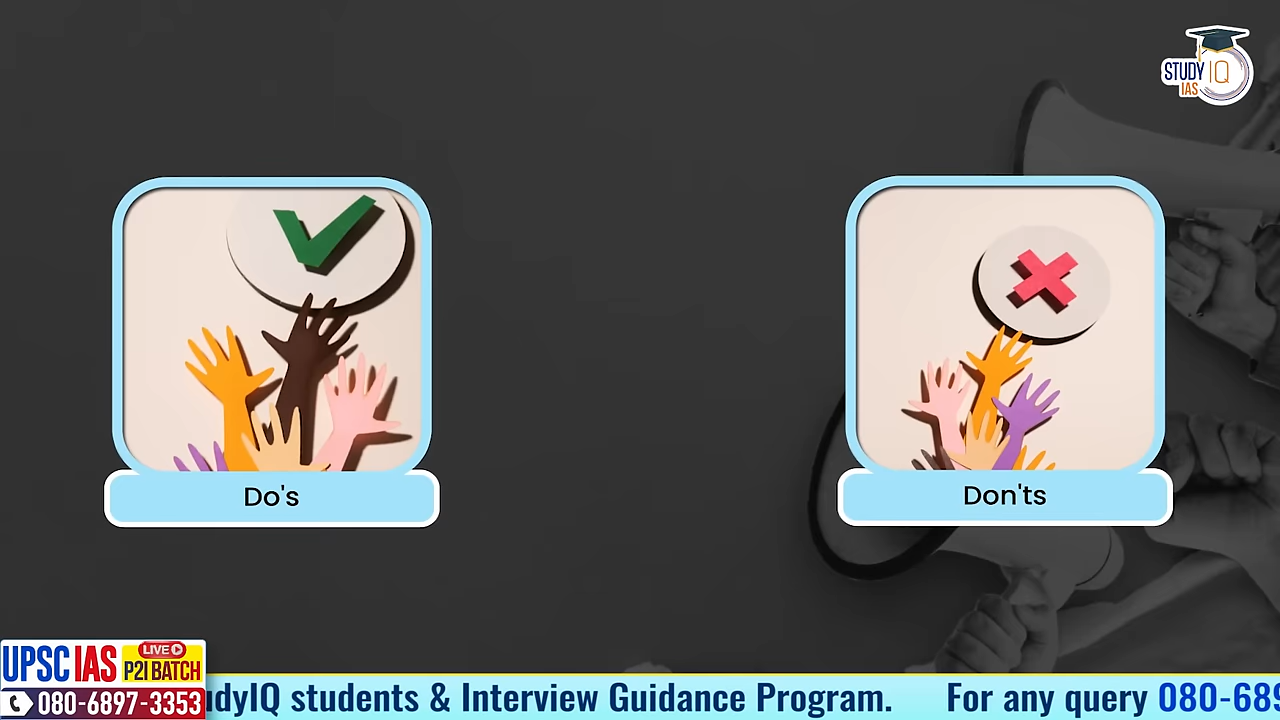 STUDY IQ
IAS
Do's
Don'ts
UPSC IAS
LIVE
P2I BATCH
080-6897-3353
udyIQ students & Interview Guidance Program. For any query 080-689